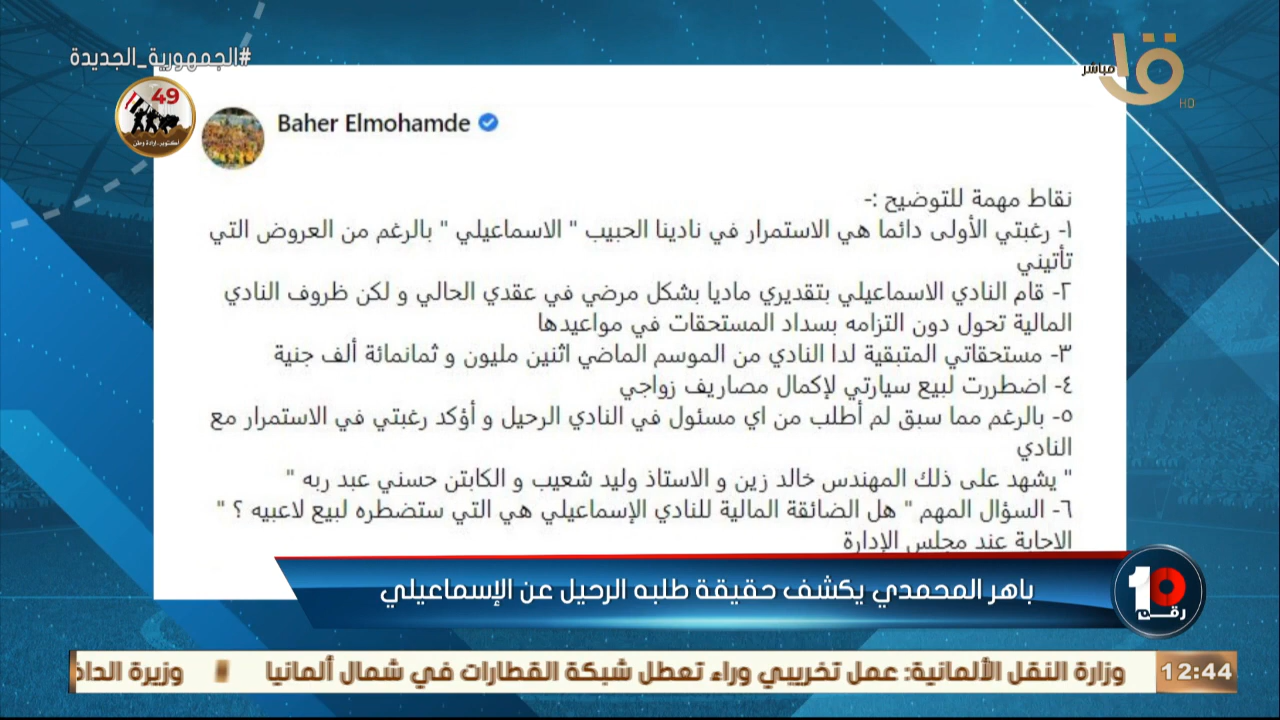 #الجمهورية_الجديدة
مباشر
HD
49
أكتوبر.. إرادة وطن
Baher Elmohamde
نقاط مهمة للتوضيح :-
١- رغبتي الأولى دائما هي الاستمرار في نادينا الحبيب " الاسماعيلي " بالرغم من العروض التي
تأتيني
٢- قام النادي الاسماعيلي بتقديري ماديا بشكل مرضي في عقدي الحالي و لكن ظروف النادي
المالية تحول دون التزامه بسداد المستحقات في مواعيدها
٣- مستحقاتي المتبقية لدا النادي من الموسم الماضي اثنين مليون و ثمانمائة ألف جنية
٤- اضطررت لبيع سيارتي لإكمال مصاريف زواجي
٥- بالرغم مما سبق لم أطلب من اي مسئول في النادي الرحيل و أؤكد رغبتي في الاستمرار مع
النادي
" يشهد على ذلك المهندس خالد زين و الاستاذ وليد شعيب و الكابتن حسني عبد ربه "
٦- السؤال المهم " هل الضائقة المالية للنادي الإسماعيلي هي التي ستضطره لبيع لاعبيه ؟ "
الاجابة عند مجلس الإدارة
باهر المحمدي يكشف حقيقة طلبه الرحيل عن الإسماعيلي
رقم 10
12:44 وزارة النقل الألمانية: عمل تخريبي وراء تعطل شبكة القطارات في شمال ألمانيا وزيرة